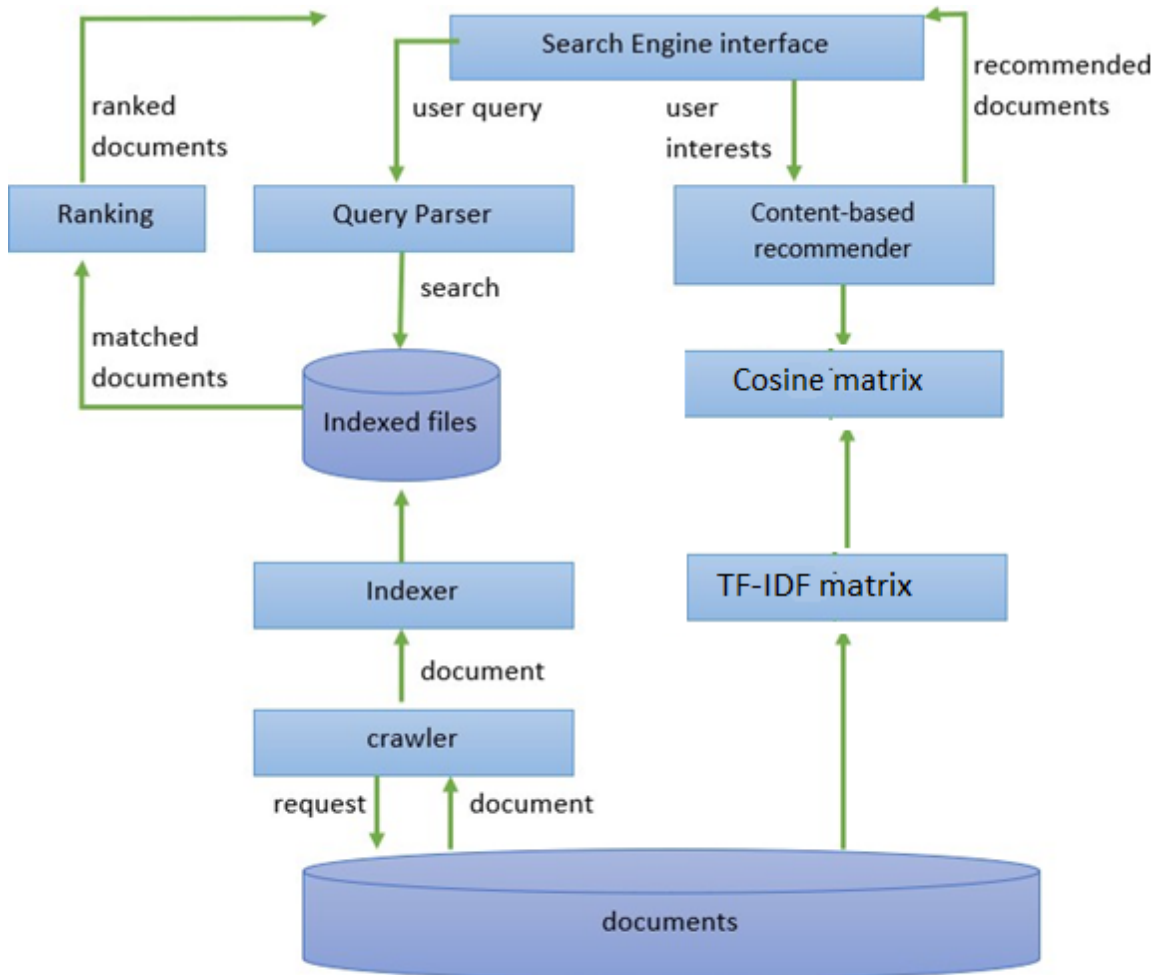 Search Engine interface
ranked
documents
user query
user
interests
recommended
documents
Ranking
Query Parser
Content-based
recommender
search
matched
documents
Indexed files
Cosine matrix
Indexer
TF-IDF matrix
document
crawler
request
document
documents